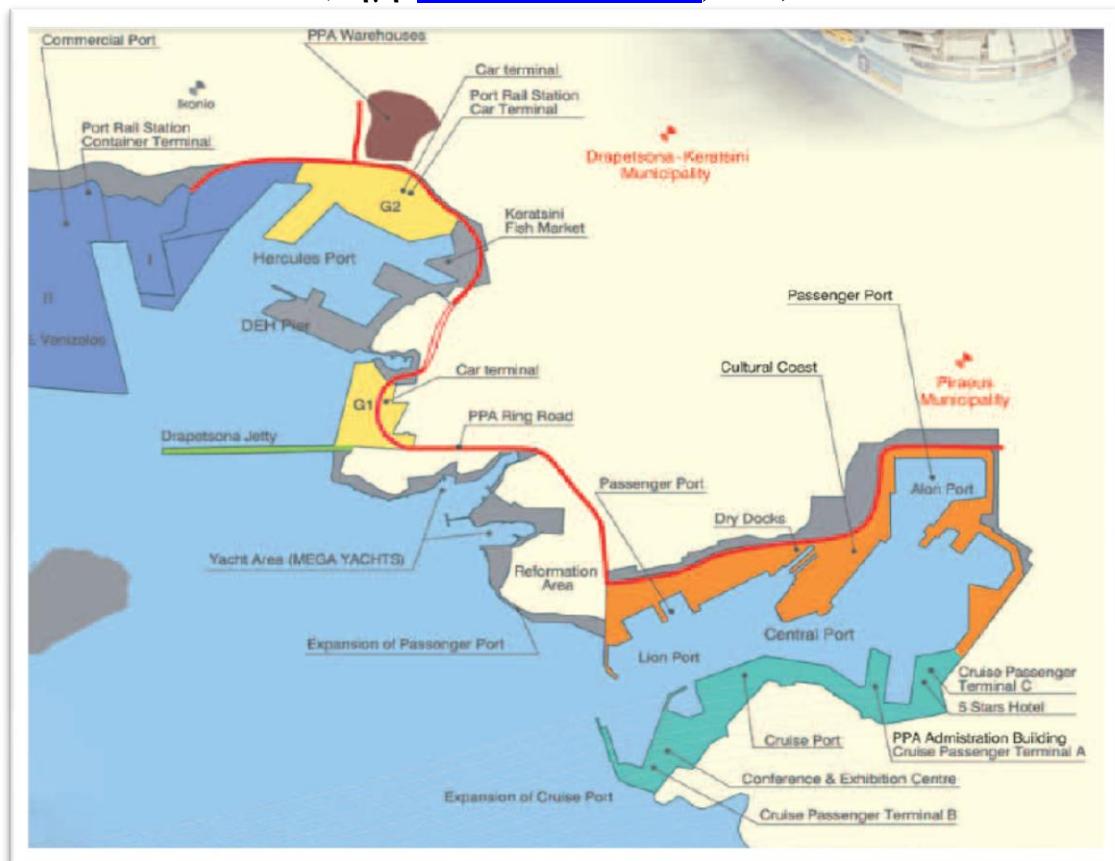 Commercial Port
PPA Warehouses
Ikonio
Car terminal
Port Rail Station
Car Terminal
Port Rail Station
Container Terminal
Drapetsona-Keratsini
Municipality
G2
Keratsini
Fish Market
Hercules Port
I
II
E. Venizelos
DEH Pier
Passenger Port
Cultural Coast
Piraeus
Municipality
Car terminal
G1
PPA Ring Road
Drapetsona Jetty
Passenger Port
Alon Port
Dry Docks
Yacht Area (MEGA YACHTS)
Reformation
Area
Central Port
Expansion of Passenger Port
Lion Port
Cruise Passenger
Terminal C
5 Stars Hotel
Cruise Port
PPA Admistration Building
Cruise Passenger Terminal A
Conference & Exhibition Centre
Expansion of Cruise Port
Cruise Passenger Terminal B